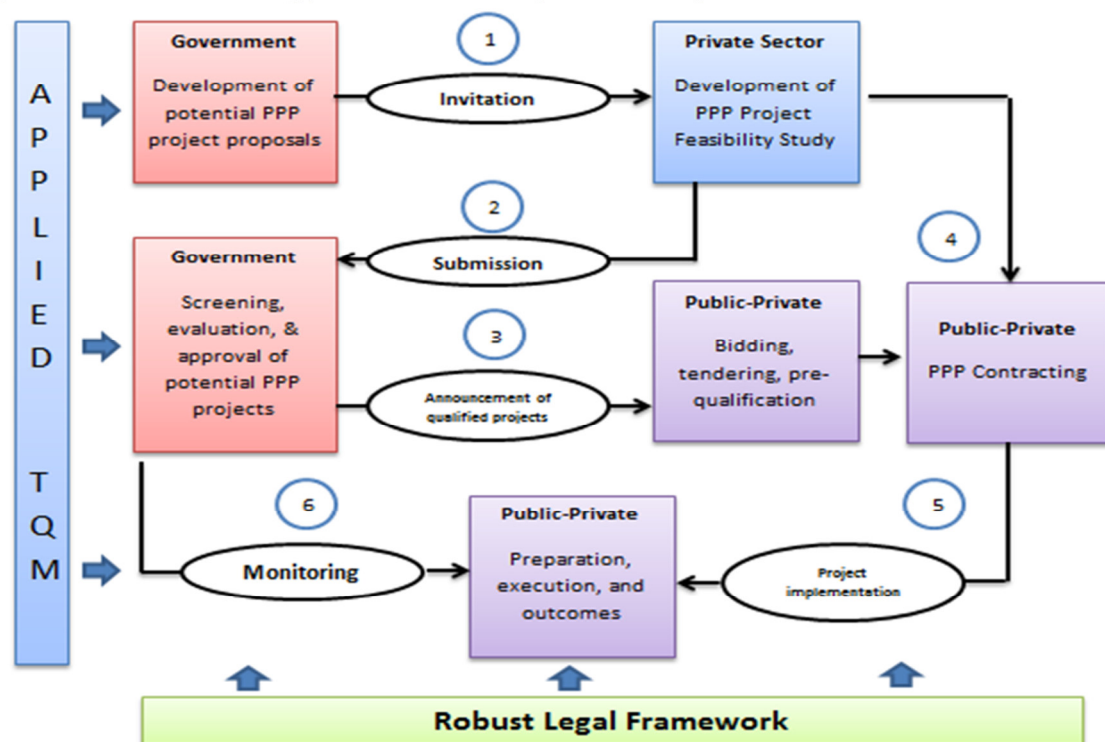 APPLIED TQM
Government
Development of
potential PPP
project proposals
1
Invitation
Private Sector
Development of
PPP Project
Feasibility Study
2
Submission
Government
Screening,
evaluation, &
approval of
potential PPP
projects
3
Announcement of
qualified projects
Public-Private
Bidding,
tendering, pre-
qualification
4
Public-Private
PPP Contracting
5
Project
implementation
6
Monitoring
Public-Private
Preparation,
execution, and
outcomes
Robust Legal Framework